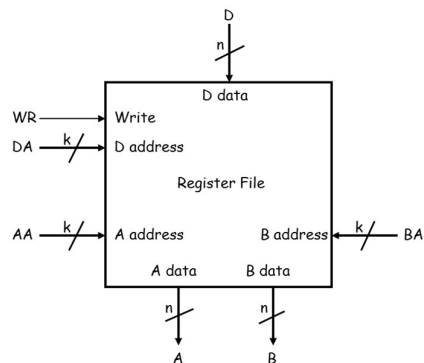 D
n
D data
WR Write
DA k D address
Register File
AA k A address B address k BA
A data B data
n n
A B